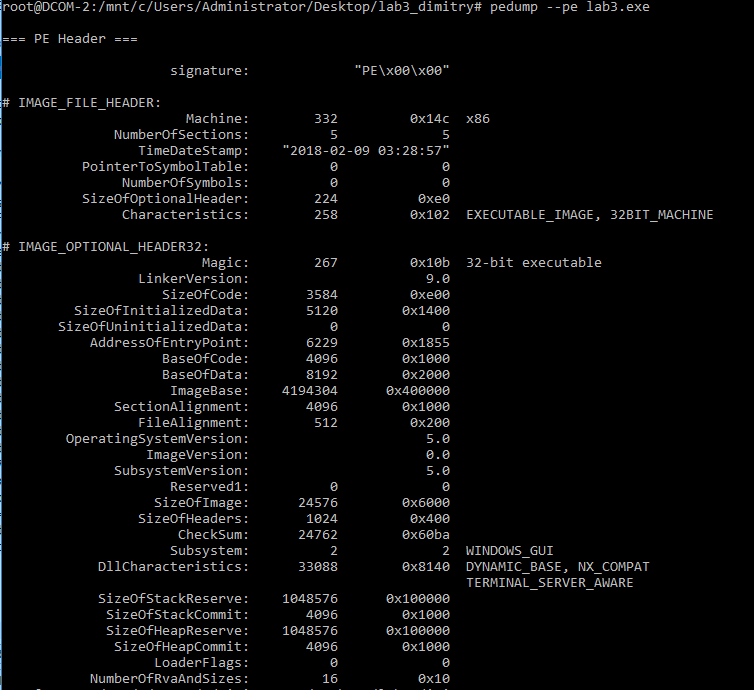 root@DCOM-2:/mnt/c/Users/Administrator/Desktop/lab3_dimitry# pedump --pe lab3.exe
=== PE Header ===
signature: "PE\x00\x00"
# IMAGE_FILE_HEADER:
Machine: 332 0x14c x86
NumberOfSections: 5 5
TimeDateStamp: "2018-02-09 03:28:57"
PointerToSymbolTable: 0 0
NumberOfSymbols: 0 0
SizeOfOptionalHeader: 224 0xe0
Characteristics: 258 0x102 EXECUTABLE_IMAGE, 32BIT_MACHINE
# IMAGE_OPTIONAL_HEADER32:
Magic: 267 0x10b 32-bit executable
LinkerVersion: 9.0
SizeOfCode: 3584 0xe00
SizeOfInitializedData: 5120 0x1400
SizeOfUninitializedData: 0 0
AddressOfEntryPoint: 6229 0x1855
BaseOfCode: 4096 0x1000
BaseOfData: 8192 0x2000
ImageBase: 4194304 0x400000
SectionAlignment: 4096 0x1000
FileAlignment: 512 0x200
OperatingSystemVersion: 5.0
ImageVersion: 0.0
SubsystemVersion: 5.0
Reserved1: 0 0
SizeOfImage: 24576 0x6000
SizeOfHeaders: 1024 0x400
CheckSum: 24762 0x60ba
Subsystem: 2 2 WINDOWS_GUI
DllCharacteristics: 33088 0x8140 DYNAMIC_BASE, NX_COMPAT
TERMINAL_SERVER_AWARE
SizeOfStackReserve: 1048576 0x100000
SizeOfStackCommit: 4096 0x1000
SizeOfHeapReserve: 1048576 0x100000
SizeOfHeapCommit: 4096 0x1000
LoaderFlags: 0 0
NumberOfRvaAndSizes: 16 0x10